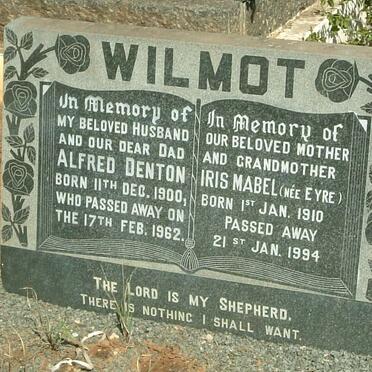 WILMOT
In Memory of
MY BELOVED HUSBAND
AND OUR DEAR DAD
ALFRED DENTON
BORN 11TH DEC. 1900,
WHO PASSED AWAY ON
THE 17TH FEB. 1962.
In Memory of
OUR BELOVED MOTHER
AND GRANDMOTHER
IRIS MABEL (NÉE EYRE)
BORN 1ST JAN. 1910
PASSED AWAY
21ST JAN. 1994
THE LORD IS MY SHEPHERD,
THERE IS NOTHING I SHALL WANT.